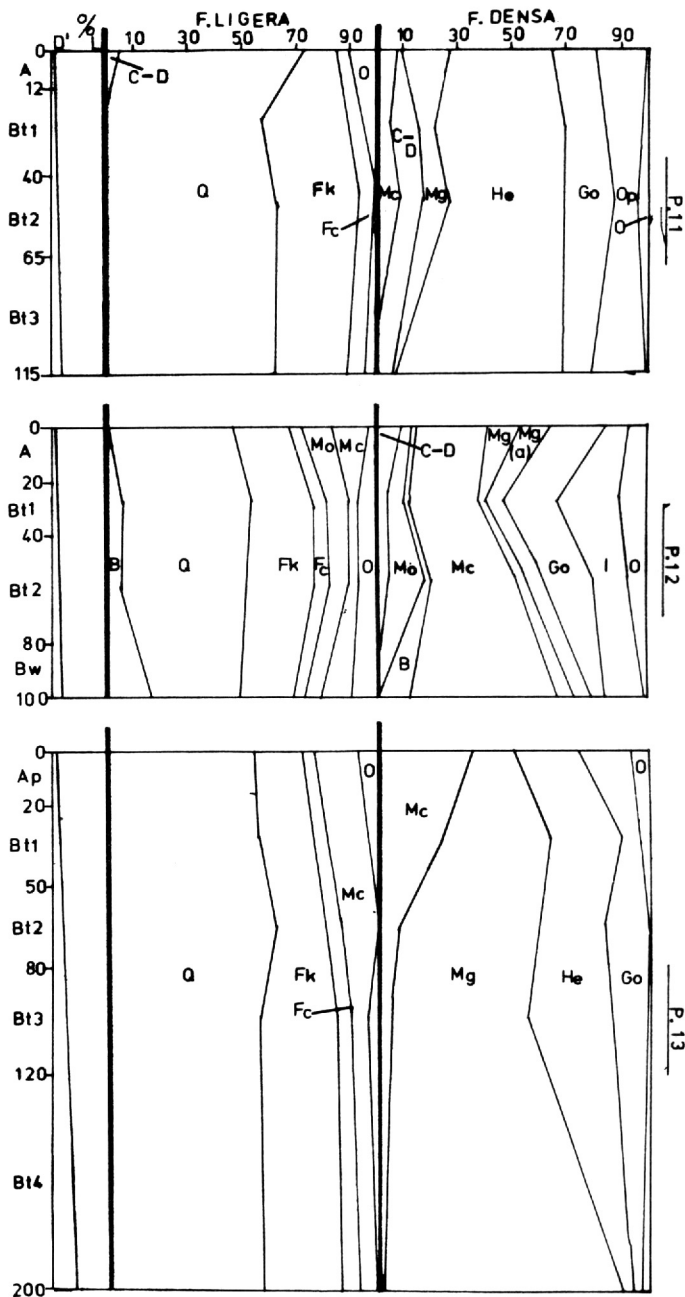 % F.LIGERA F. DENSA
D' L 10 30 50 70 90 10 30 50 70 90
0
A C-D O
12
Bt1 C-D
40
Q Fk Mc Mg He Go Op
Bt2 Fc O
65
Bt3
115
P.11
0
A Mo Mc C-D Mg Mg (a)
20
Bt1
40
B Q Fk Fc O Mo Mc Go I O
Bt2
80
Bw B
100
P.12
0
Ap O O
20
Mc
Bt1
50
Mc
Bt2
80
Q Fk Mg He Go
Fc
Bt3
120
Bt4
200
P.13